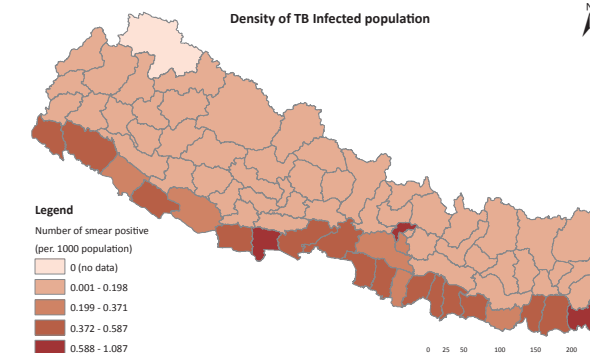 Density of TB Infected population
N
Legend
Number of smear positive
(per. 1000 population)
0 (no data)
0.001 - 0.198
0.199 - 0.371
0.372 - 0.587
0.588 - 1.087
0 25 50 100 150 200